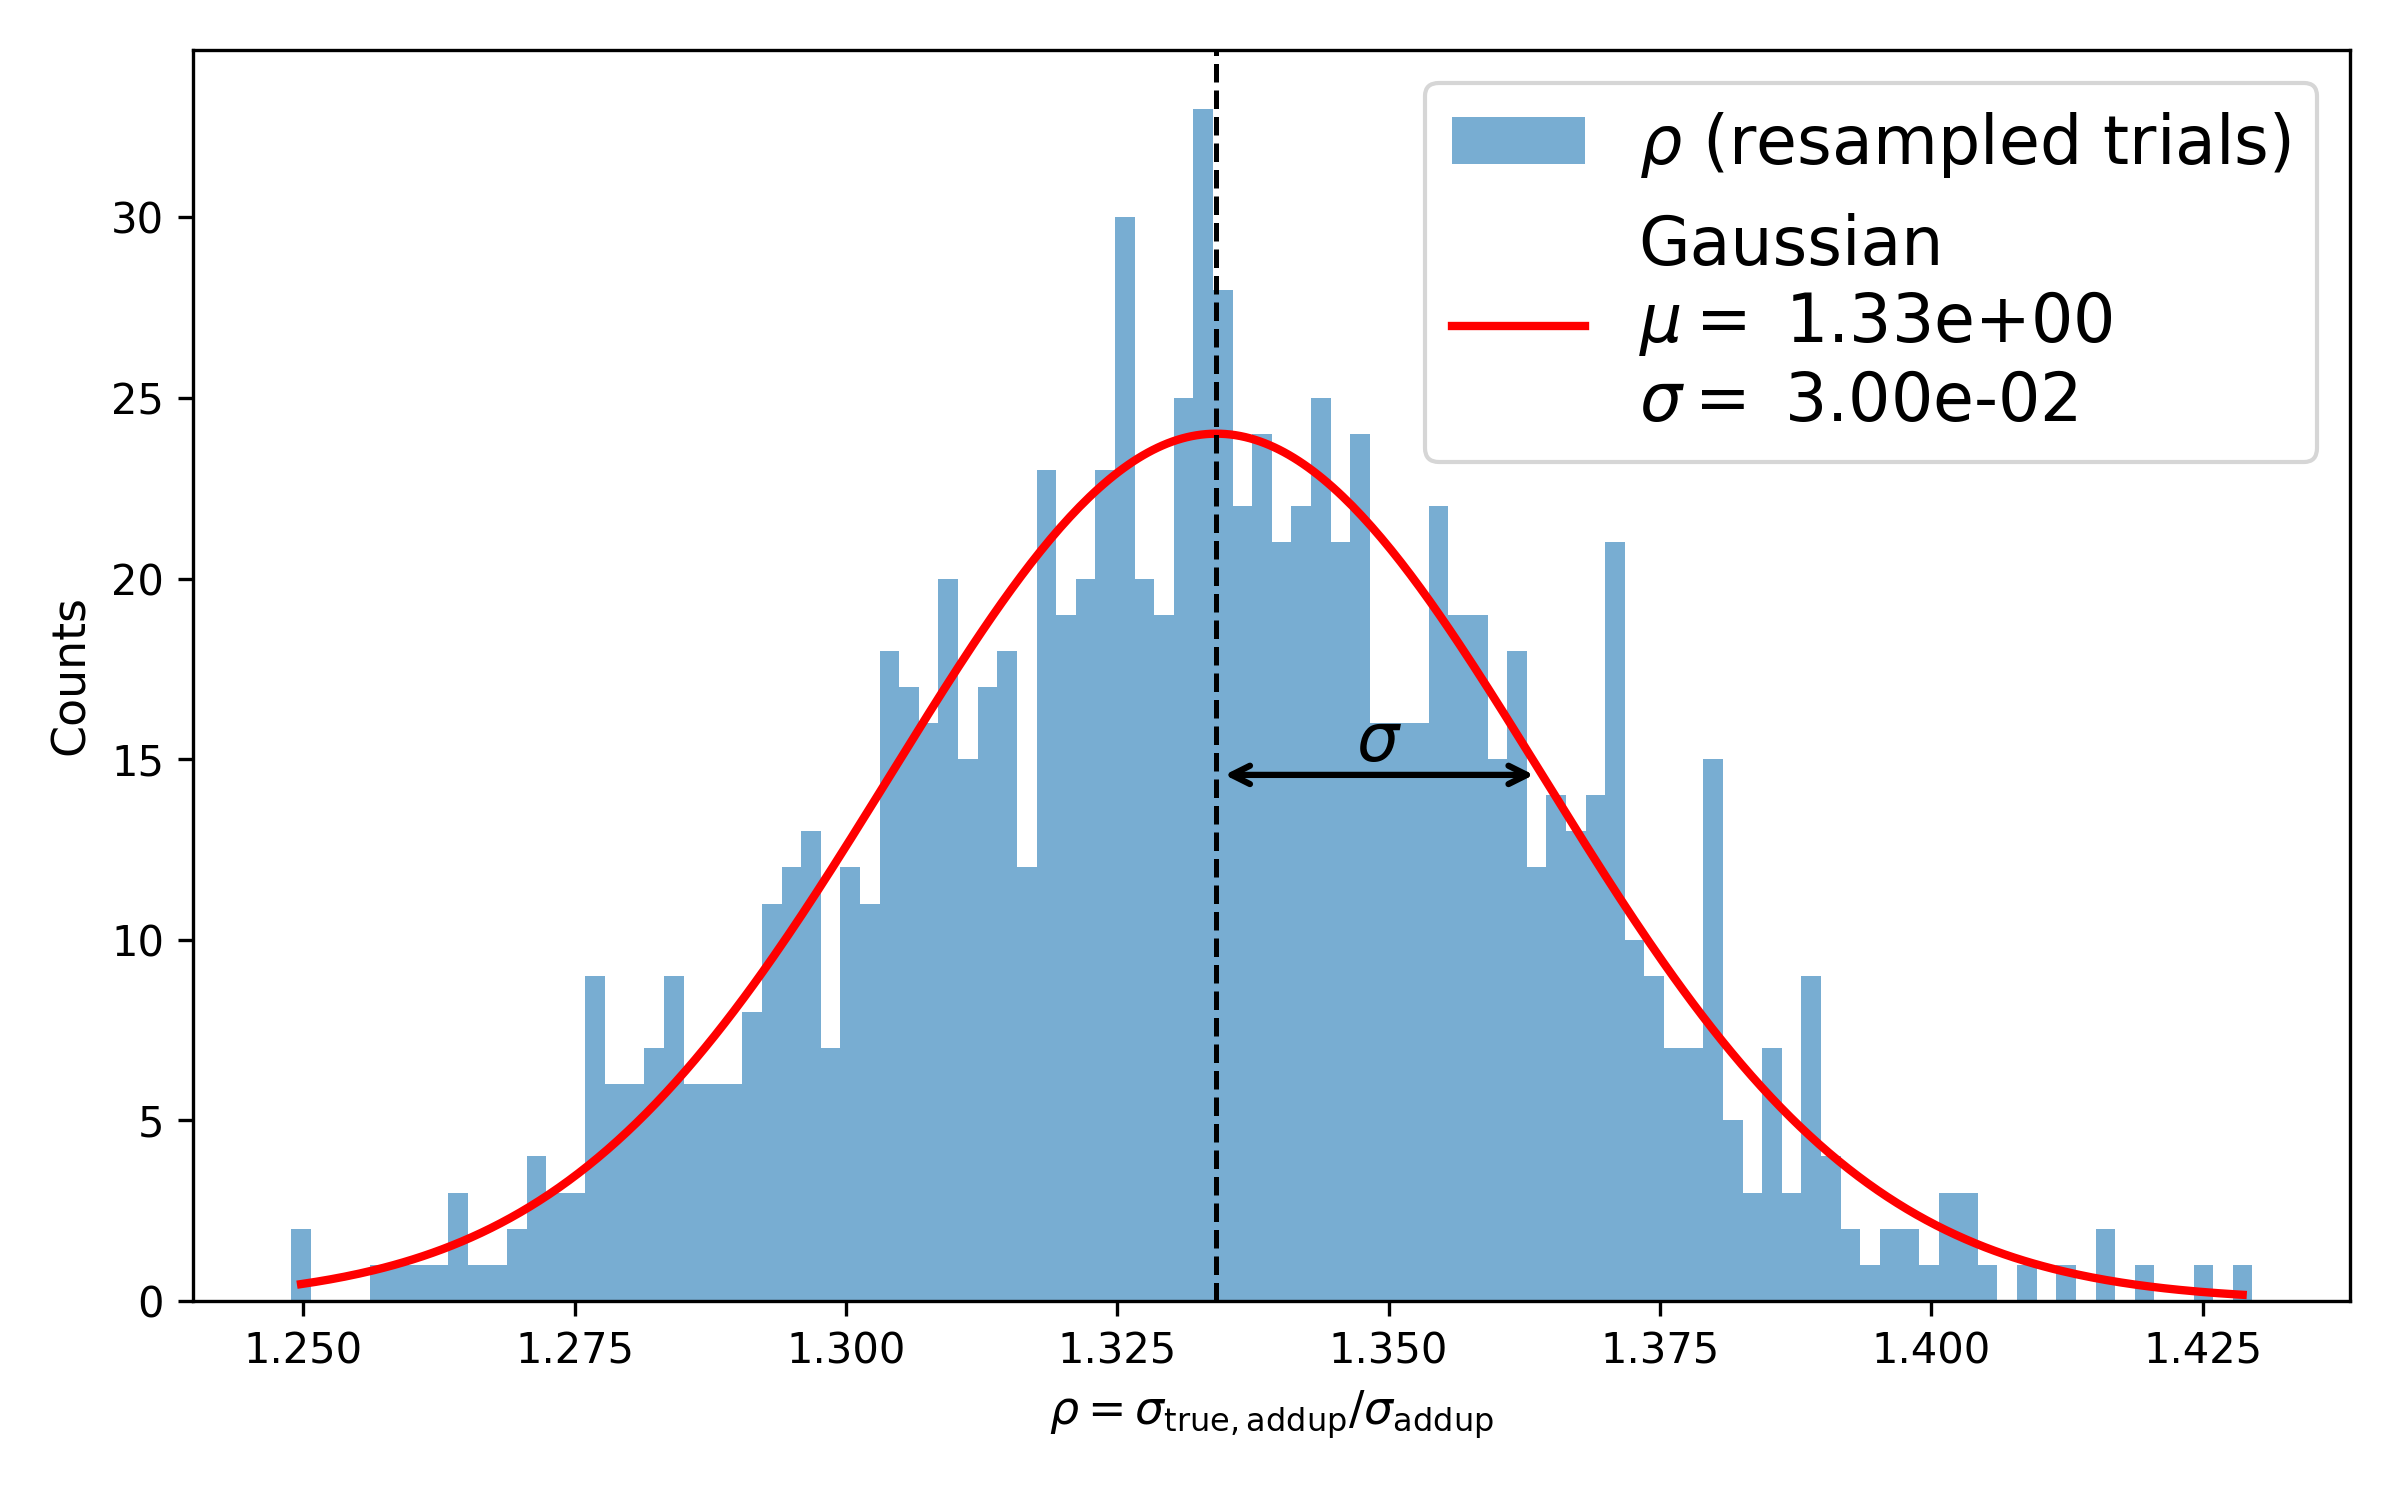 ρ (resampled trials)
Gaussian
μ = 1.33e+00
σ = 3.00e-02
30
25
20
15
10
5
0
Counts
σ
1.250 1.275 1.300 1.325 1.350 1.375 1.400 1.425
ρ = σtrue, addup/σaddup